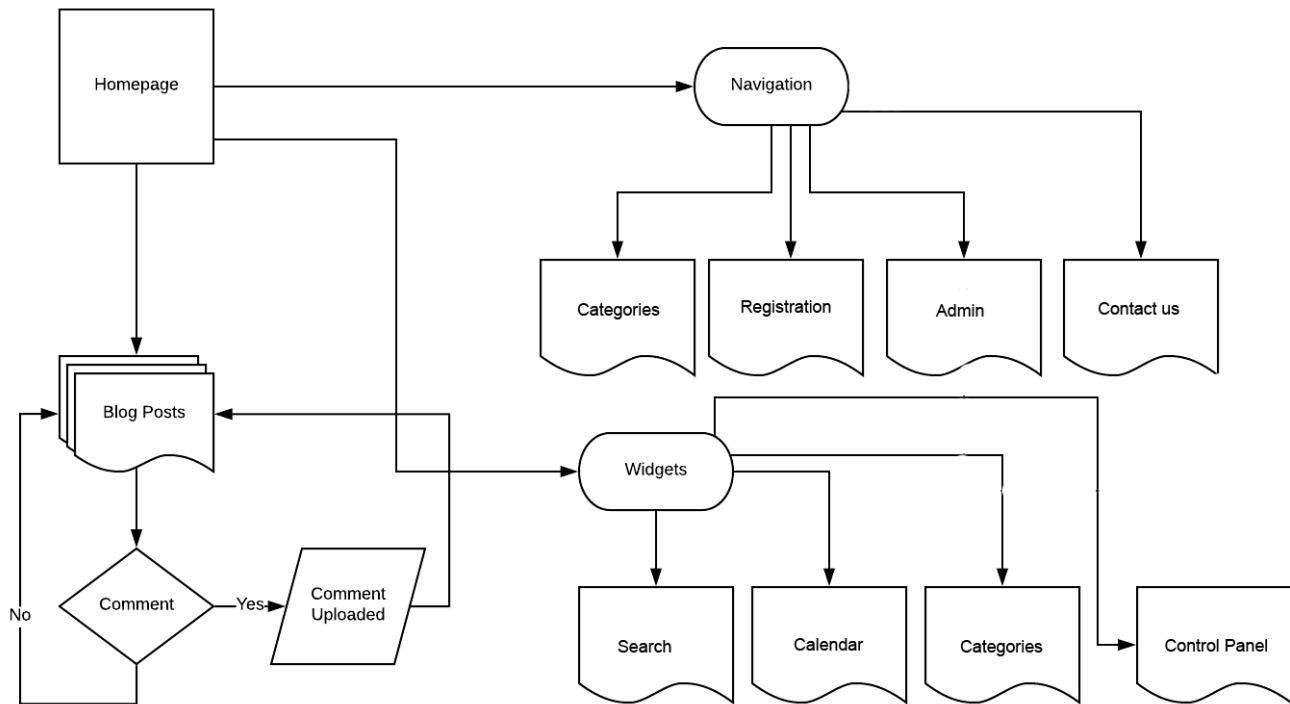 Homepage
Navigation
Categories
Registration
Admin
Contact us
Blog Posts
Widgets
Comment
Yes
Comment
Uploaded
No
Search
Calendar
Categories
Control Panel